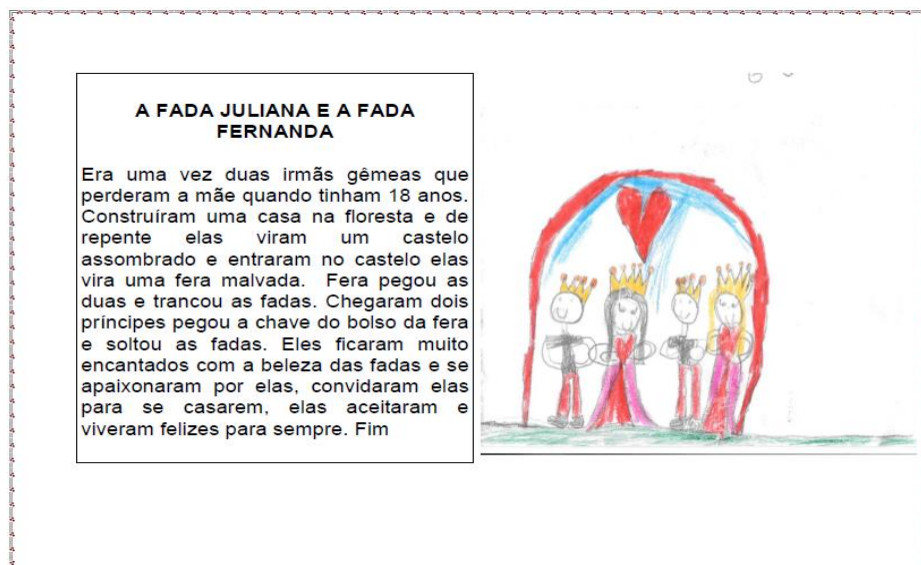 A FADA JULIANA E A FADA
FERNANDA
Era uma vez duas irmãs gêmeas que
perderam a mãe quando tinham 18 anos.
Construíram uma casa na floresta e de
repente elas viram um castelo
assombrado e entraram no castelo elas
vira uma fera malvada. Fera pegou as
duas e trancou as fadas. Chegaram dois
príncipes pegou a chave do bolso da fera
e soltou as fadas. Eles ficaram muito
encantados com a beleza das fadas e se
apaixonaram por elas, convidaram elas
para se casarem, elas aceitaram e
viveram felizes para sempre. Fim